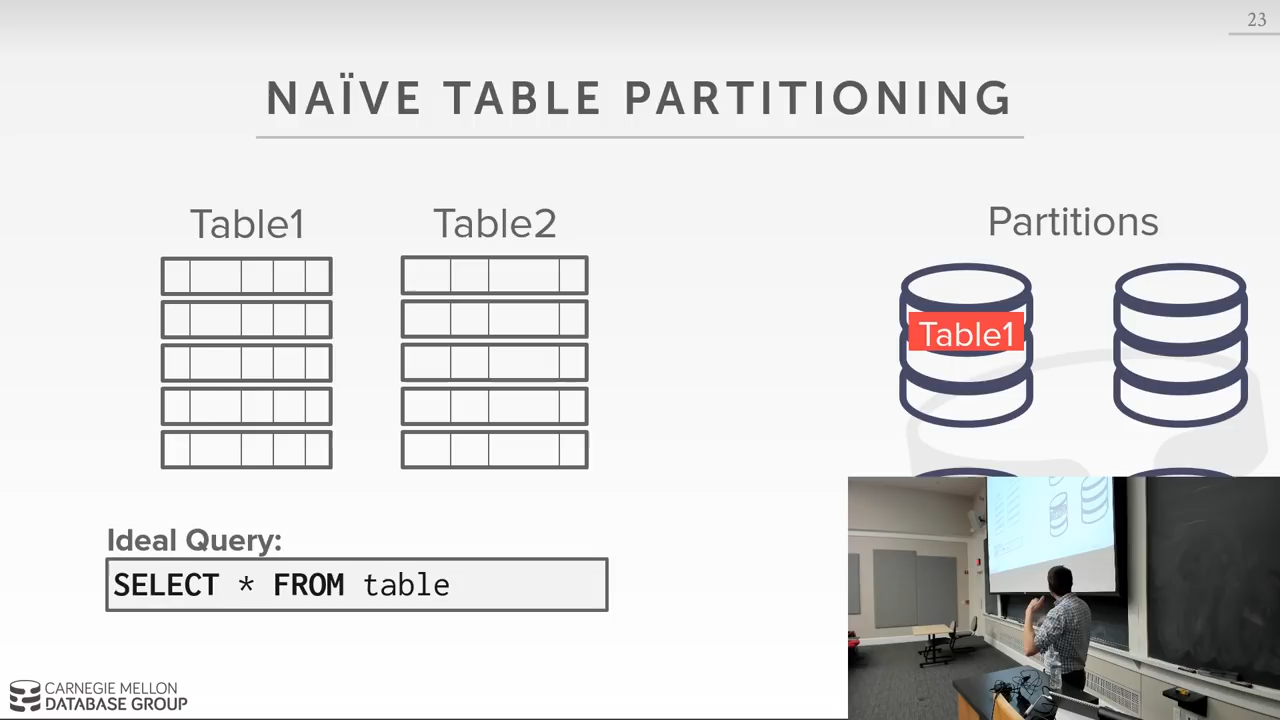 23
NAÏVE TABLE PARTITIONING
Table1
Table2
Partitions
Table1
Ideal Query:
SELECT * FROM table
CARNEGIE MELLON
DATABASE GROUP